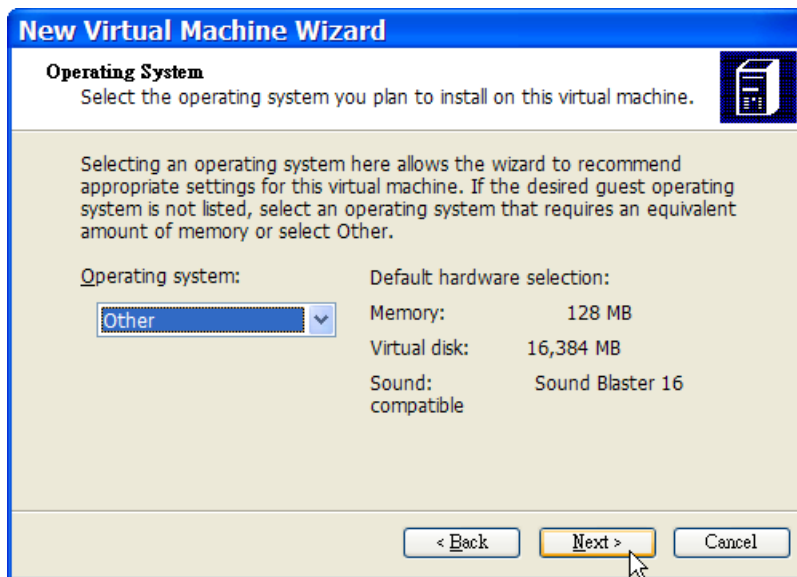 New Virtual Machine Wizard
Operating System
Select the operating system you plan to install on this virtual machine.
Selecting an operating system here allows the wizard to recommend
appropriate settings for this virtual machine. If the desired guest operating
system is not listed, select an operating system that requires an equivalent
amount of memory or select Other.
Operating system:
Other
Default hardware selection:
Memory: 128 MB
Virtual disk: 16,384 MB
Sound: Sound Blaster 16
compatible
< Back
Next >
Cancel